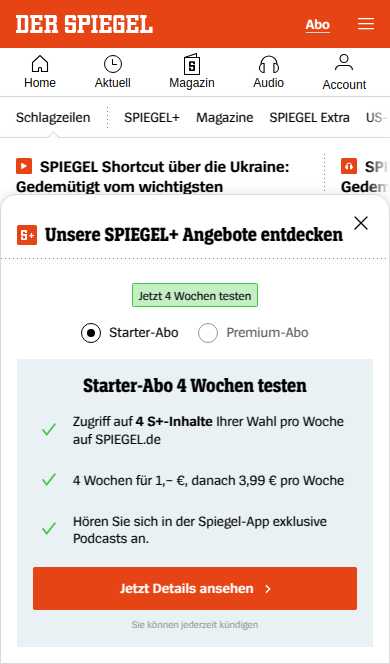 DER SPIEGEL
Abo
Home
Aktuell
Magazin
Audio
Account
Schlagzeilen
SPIEGEL+
Magazine
SPIEGEL Extra
US-
SPIEGEL Shortcut über die Ukraine:
Gedemütigt vom wichtigsten
SPI
Gedem
S+ Unsere SPIEGEL+ Angebote entdecken
Jetzt 4 Wochen testen
Starter-Abo
Premium-Abo
Starter-Abo 4 Wochen testen
Zugriff auf 4 S+-Inhalte Ihrer Wahl pro Woche
auf SPIEGEL.de
4 Wochen für 1,– €, danach 3,99 € pro Woche
Hören Sie sich in der Spiegel-App exklusive
Podcasts an.
Jetzt Details ansehen
Sie können jederzeit kündigen